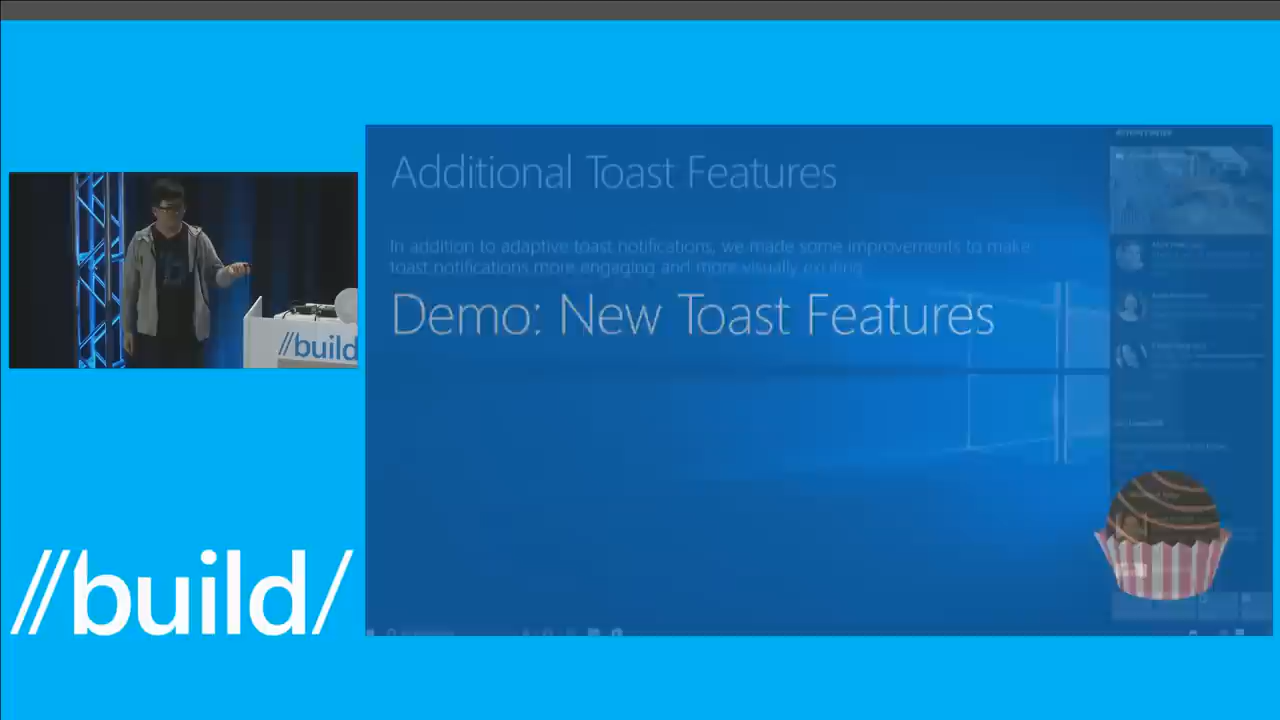 Additional Toast Features
In addition to adaptive toast notifications, we made some improvements to make
toast notifications more engaging and more visually exciting
Demo: New Toast Features
//build
//build/